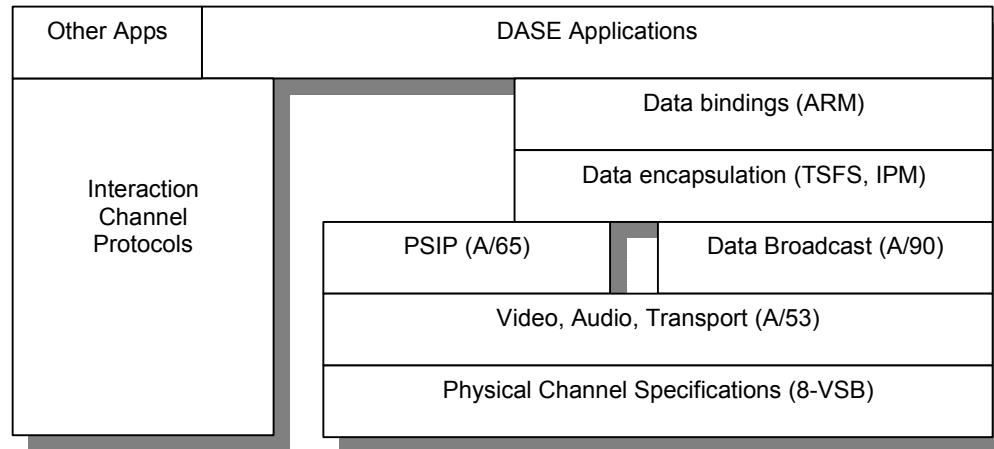 Other Apps
DASE Applications
Data bindings (ARM)
Data encapsulation (TSFS, IPM)
Interaction
Channel
Protocols
PSIP (A/65)
Data Broadcast (A/90)
Video, Audio, Transport (A/53)
Physical Channel Specifications (8-VSB)